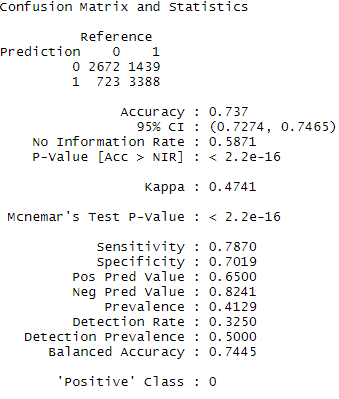 Confusion Matrix and Statistics
Reference
Prediction 0 1
0 2672 1439
1 723 3388
Accuracy : 0.737
95% CI : (0.7274, 0.7465)
No Information Rate : 0.5871
P-Value [Acc > NIR] : < 2.2e-16
Kappa : 0.4741
Mcnemar's Test P-Value : < 2.2e-16
Sensitivity : 0.7870
Specificity : 0.7019
Pos Pred Value : 0.6500
Neg Pred Value : 0.8241
Prevalence : 0.4129
Detection Rate : 0.3250
Detection Prevalence : 0.5000
Balanced Accuracy : 0.7445
'Positive' Class : 0